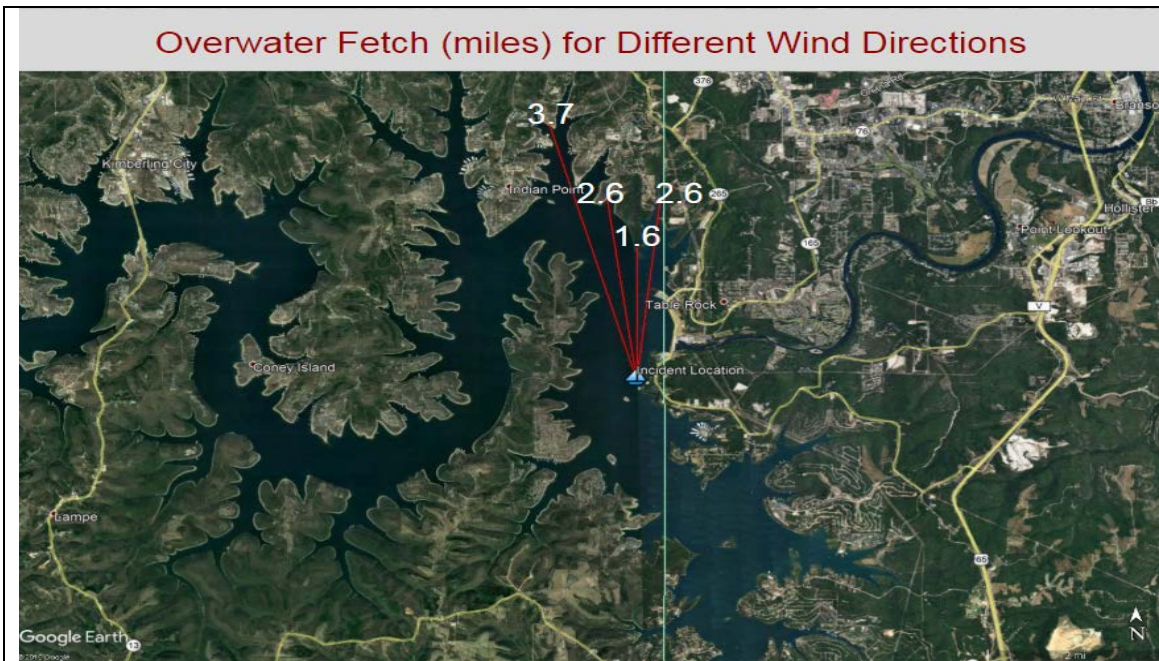 Overwater Fetch (miles) for Different Wind Directions
376
3.7
76
Kimberling City
Indian Point
2.6
2.6
265
Bb
Hollister
1.6
165
Point Lookout
Table Rock
V
Coney Island
Incident Location
Lampe
65
Google Earth
13
N
2 mi